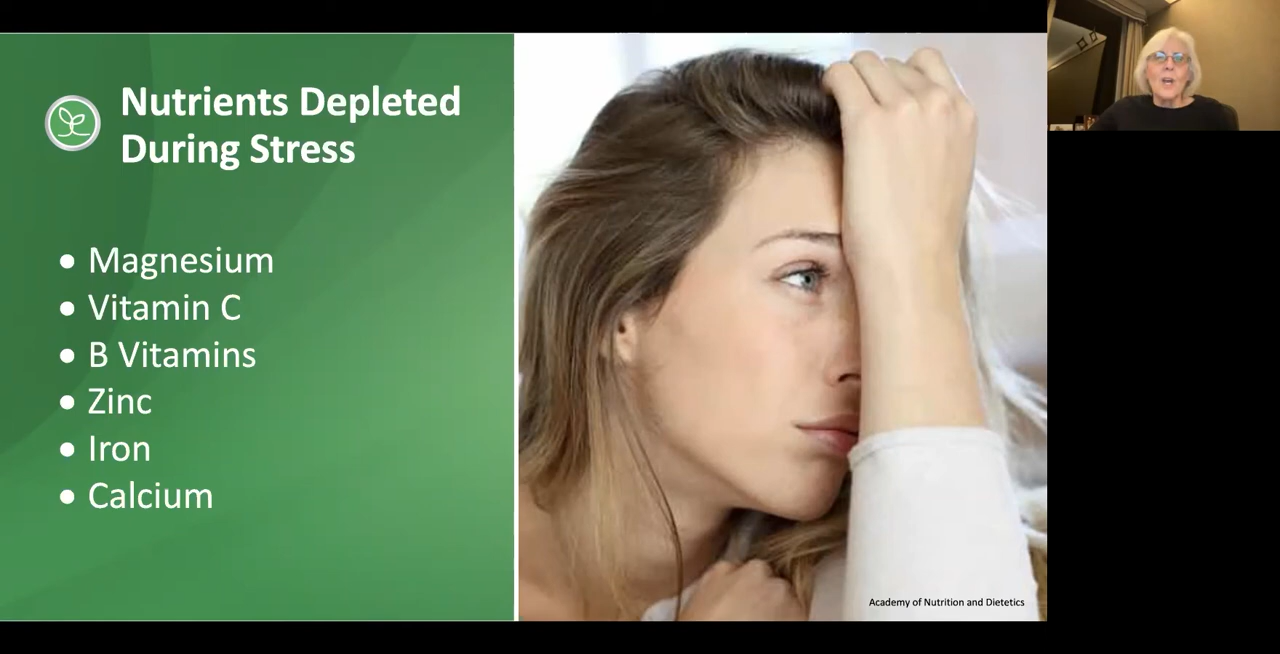 Nutrients Depleted
During Stress
• Magnesium
• Vitamin C
• B Vitamins
• Zinc
• Iron
• Calcium
Academy of Nutrition and Dietetics